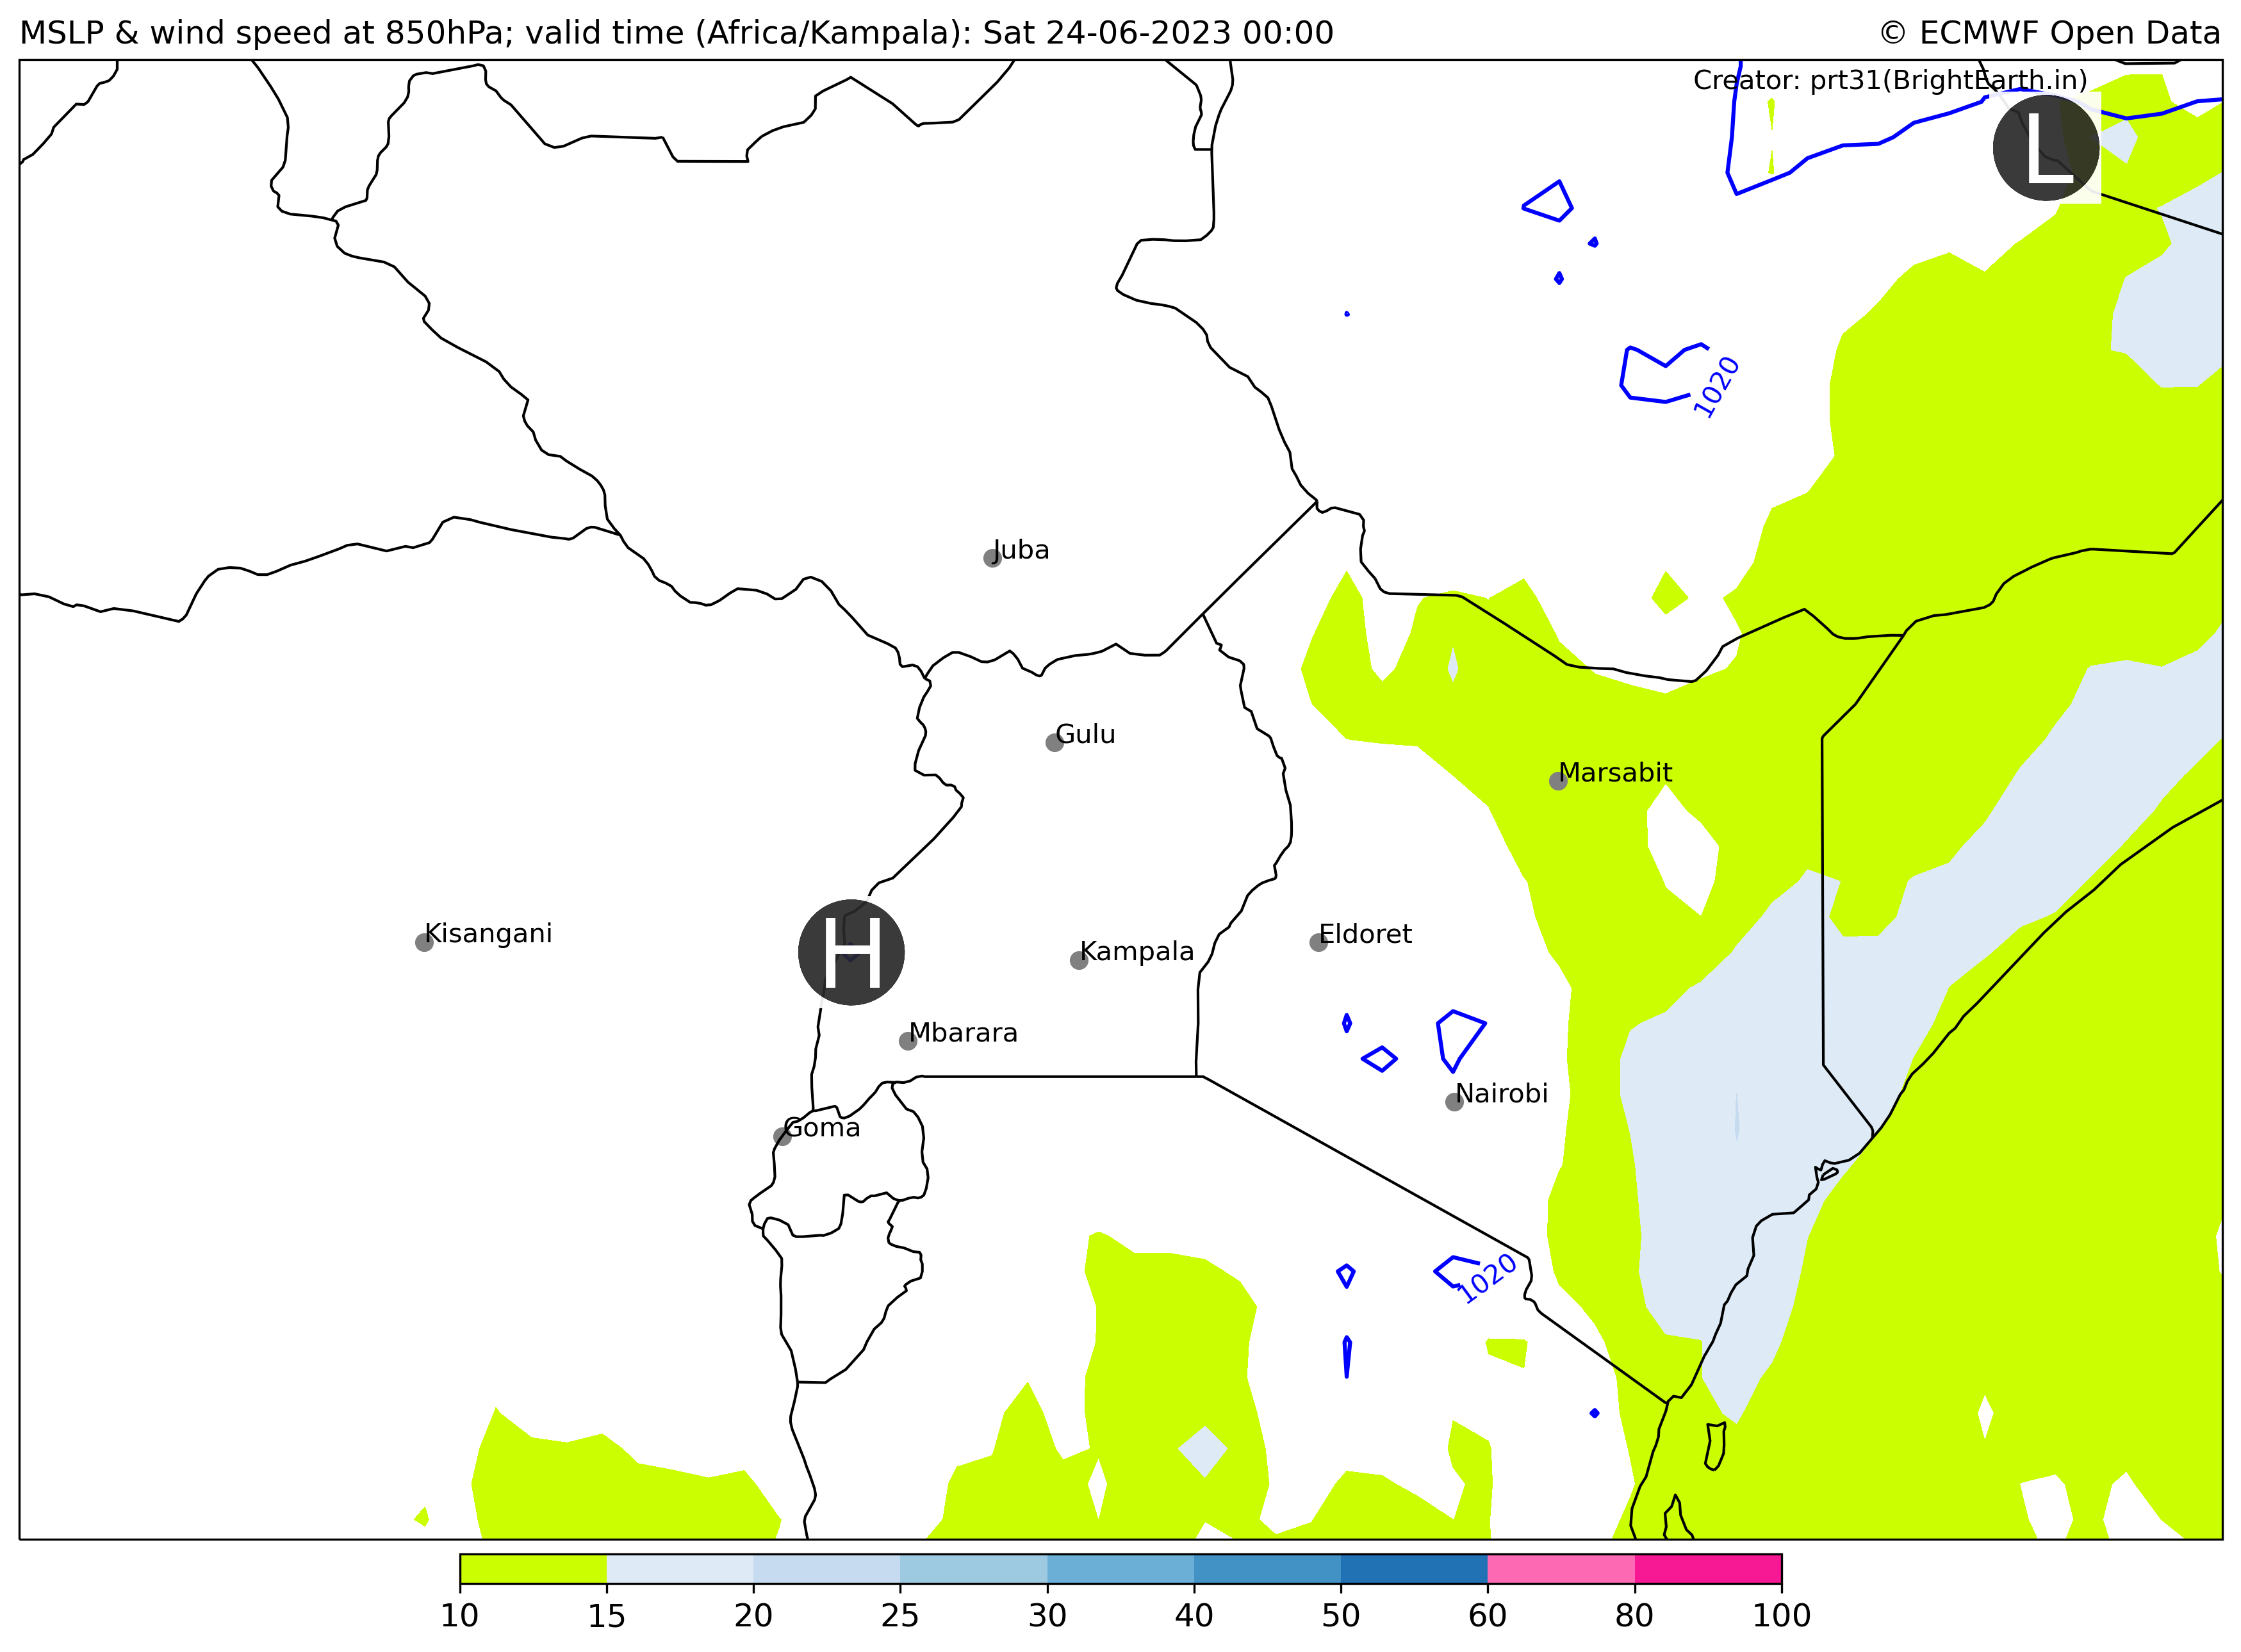 MSLP & wind speed at 850hPa; valid time (Africa/Kampala): Sat 24-06-2023 00:00
© ECMWF Open Data
Creator: prt31(BrightEarth.in)
L
1020
Juba
Gulu
Marsabit
Kisangani
H
Eldoret
Kampala
Mbarara
Nairobi
Goma
1020
10 15 20 25 30 40 50 60 80 100